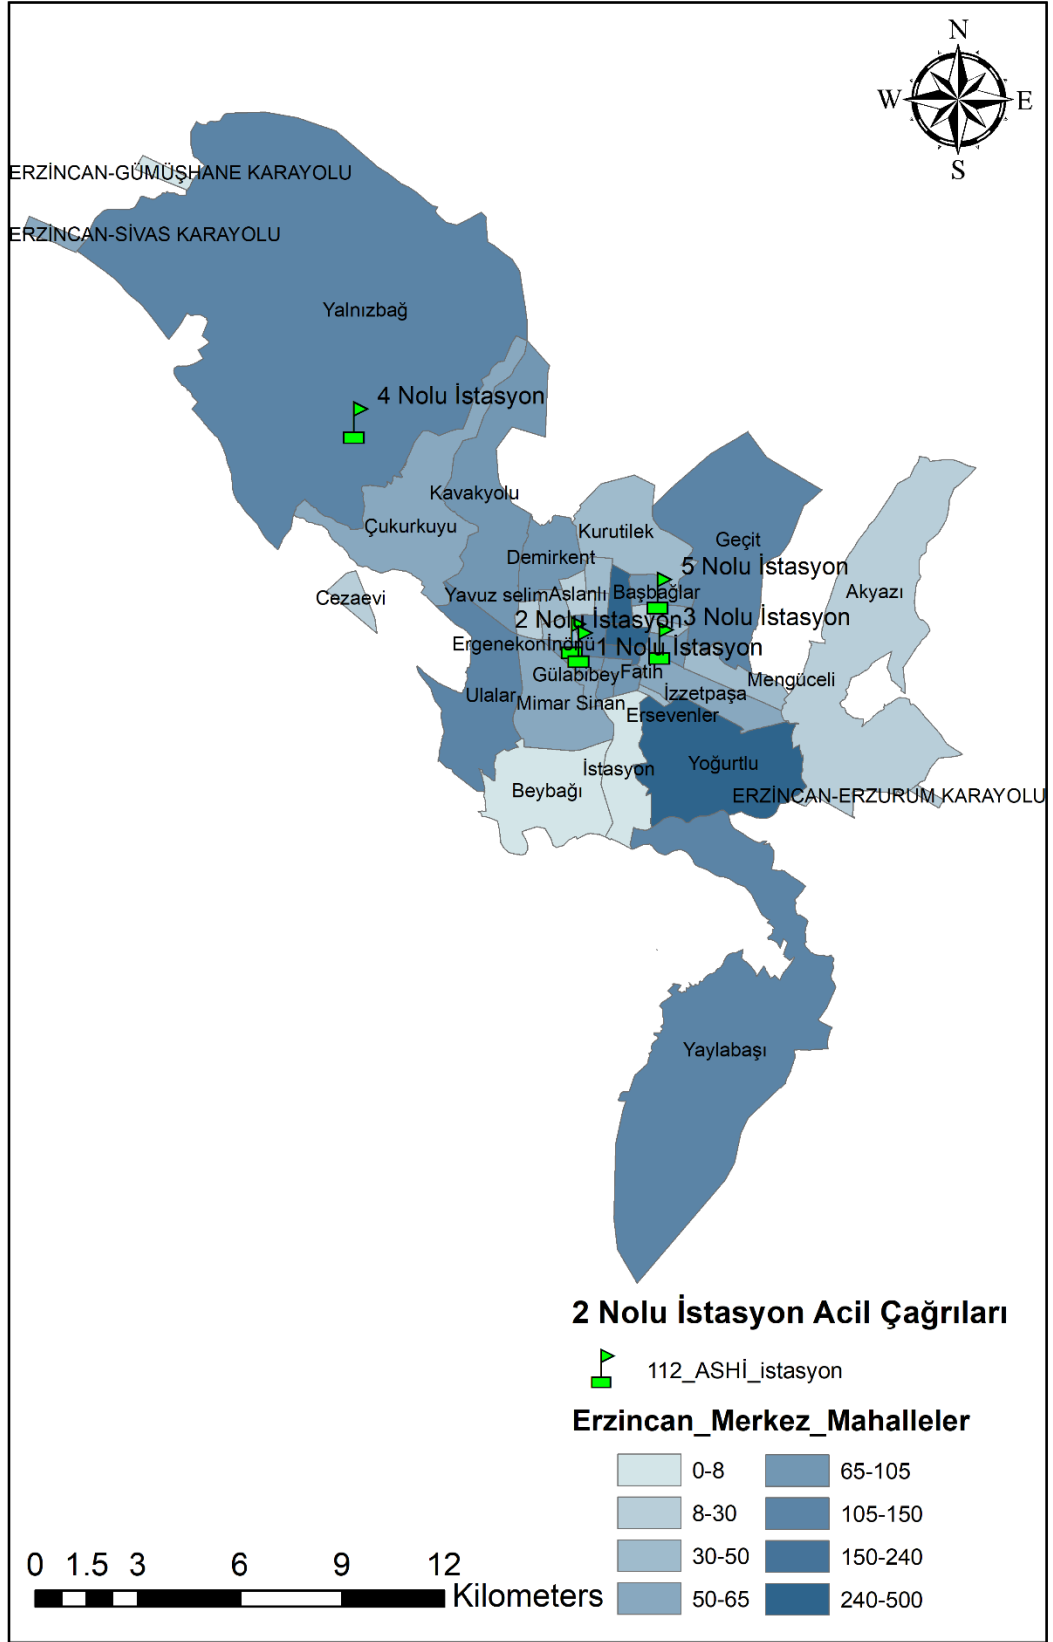 N
W
E
S
ERZİNCAN-GÜMÜŞHANE KARAYOLU
ERZİNCAN-SİVAS KARAYOLU
Yalnızbağ
4 Nolu İstasyon
Kavakyolu
Çukurkuyu
Kurutilek
Geçit
Demirkent
5 Nolu İstasyon
Cezaevi
Yavuz selim
Aslanlı
Başbağlar
Akyazı
2 Nolu İstasyon
3 Nolu İstasyon
Ergenekon
İnönü
1 Nolu İstasyon
Gülabibey
Fatih
Mengüceli
Ulalar
Mimar Sinan
İzzetpaşa
Ersevenler
İstasyon
Yoğurtlu
Beybağı
ERZİNCAN-ERZURUM KARAYOLU
Yaylabaşı
2 Nolu İstasyon Acil Çağrıları
112_ASHİ_istasyon
Erzincan_Merkez_Mahalleler
0-8
65-105
8-30
105-150
30-50
150-240
50-65
240-500
0 1.5 3 6 9 12
Kilometers